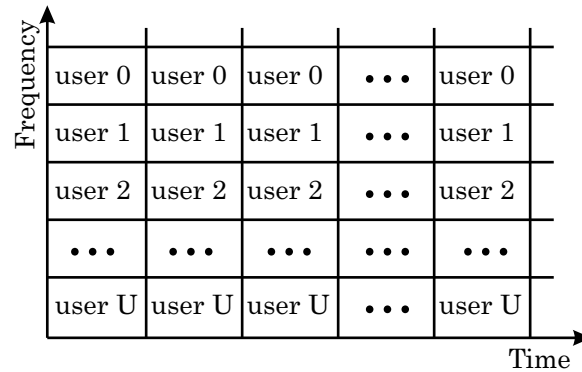 Frequency
user 0 user 0 user 0 ••• user 0
user 1 user 1 user 1 ••• user 1
user 2 user 2 user 2 ••• user 2
••• ••• ••• ••• •••
user U user U user U ••• user U
Time